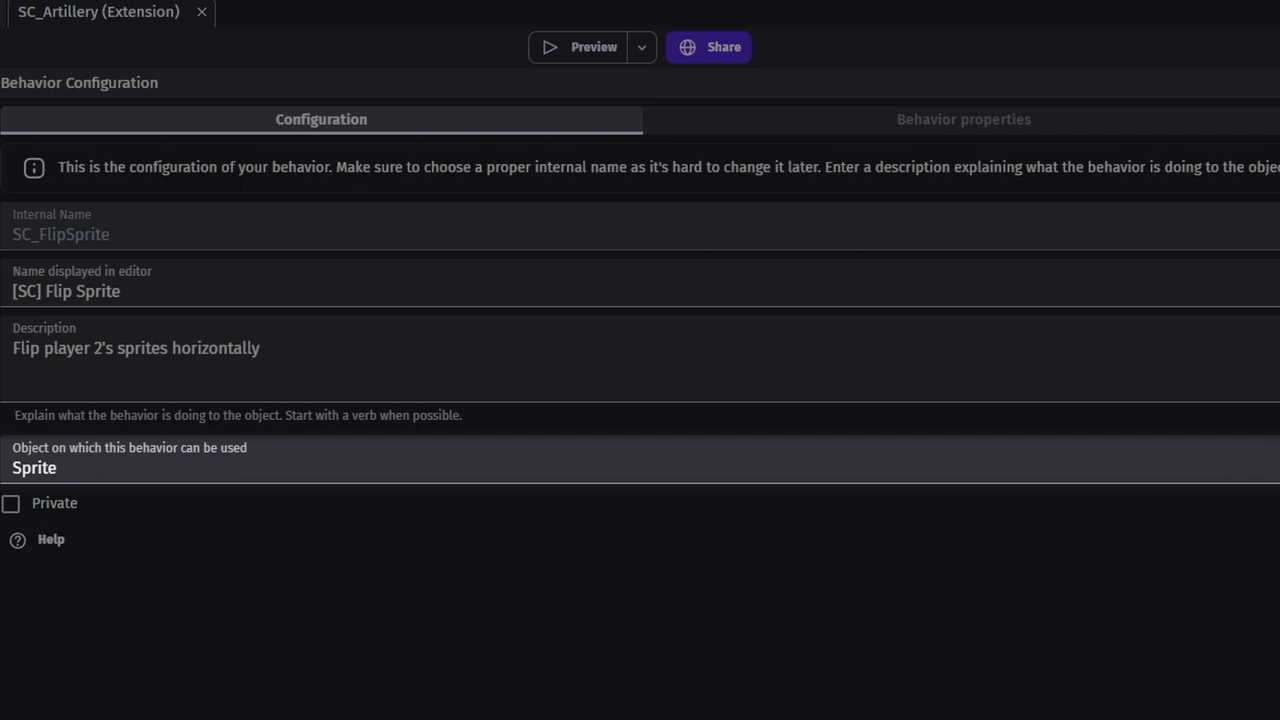 SC_Artillery (Extension)
Preview
Share
Behavior Configuration
Configuration
Behavior properties
This is the configuration of your behavior. Make sure to choose a proper internal name as it's hard to change it later. Enter a description explaining what the behavior is doing to the obje
Internal Name
SC_FlipSprite
Name displayed in editor
[SC] Flip Sprite
Description
Flip player 2's sprites horizontally
Explain what the behavior is doing to the object. Start with a verb when possible.
Object on which this behavior can be used
Sprite
Private
Help